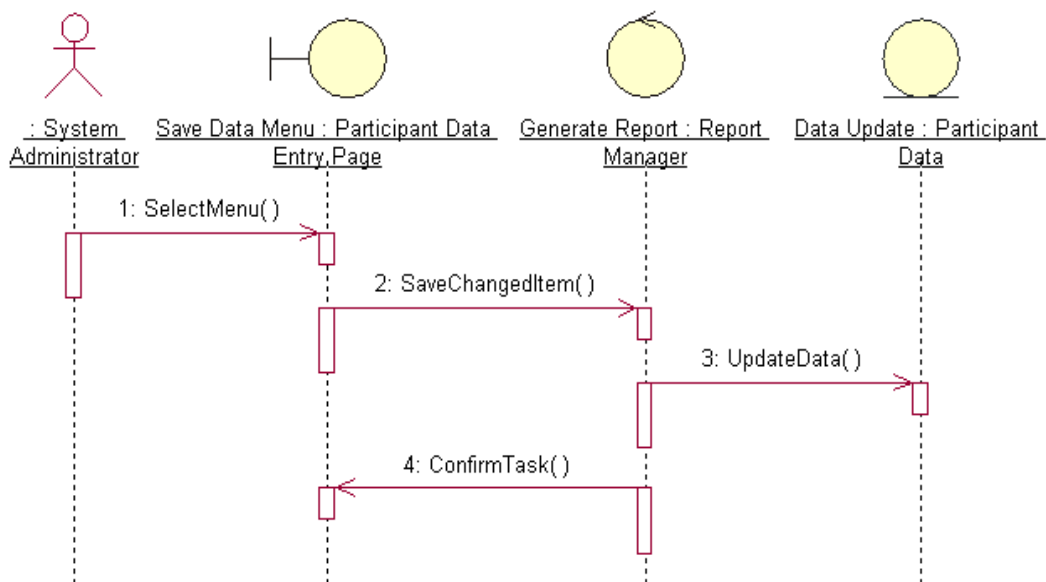 : System
Administrator
Save Data Menu : Participant Data
Entry Page
Generate Report : Report
Manager
Data Update : Participant
Data
1: SelectMenu( )
2: SaveChangedItem( )
3: UpdateData( )
4: ConfirmTask( )